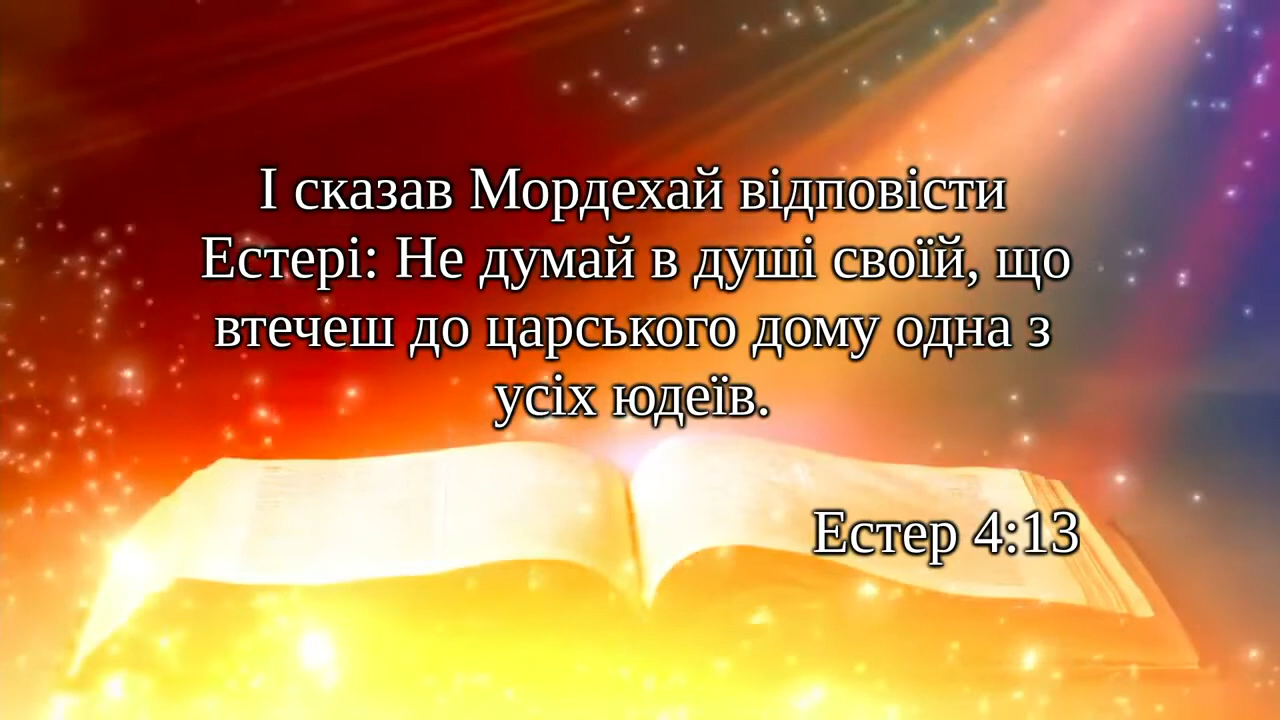 І сказав Мордехай відповісти
Естері: Не думай в душі своїй, що
втечеш до царського дому одна з
усіх юдеїв.
Естер 4:13